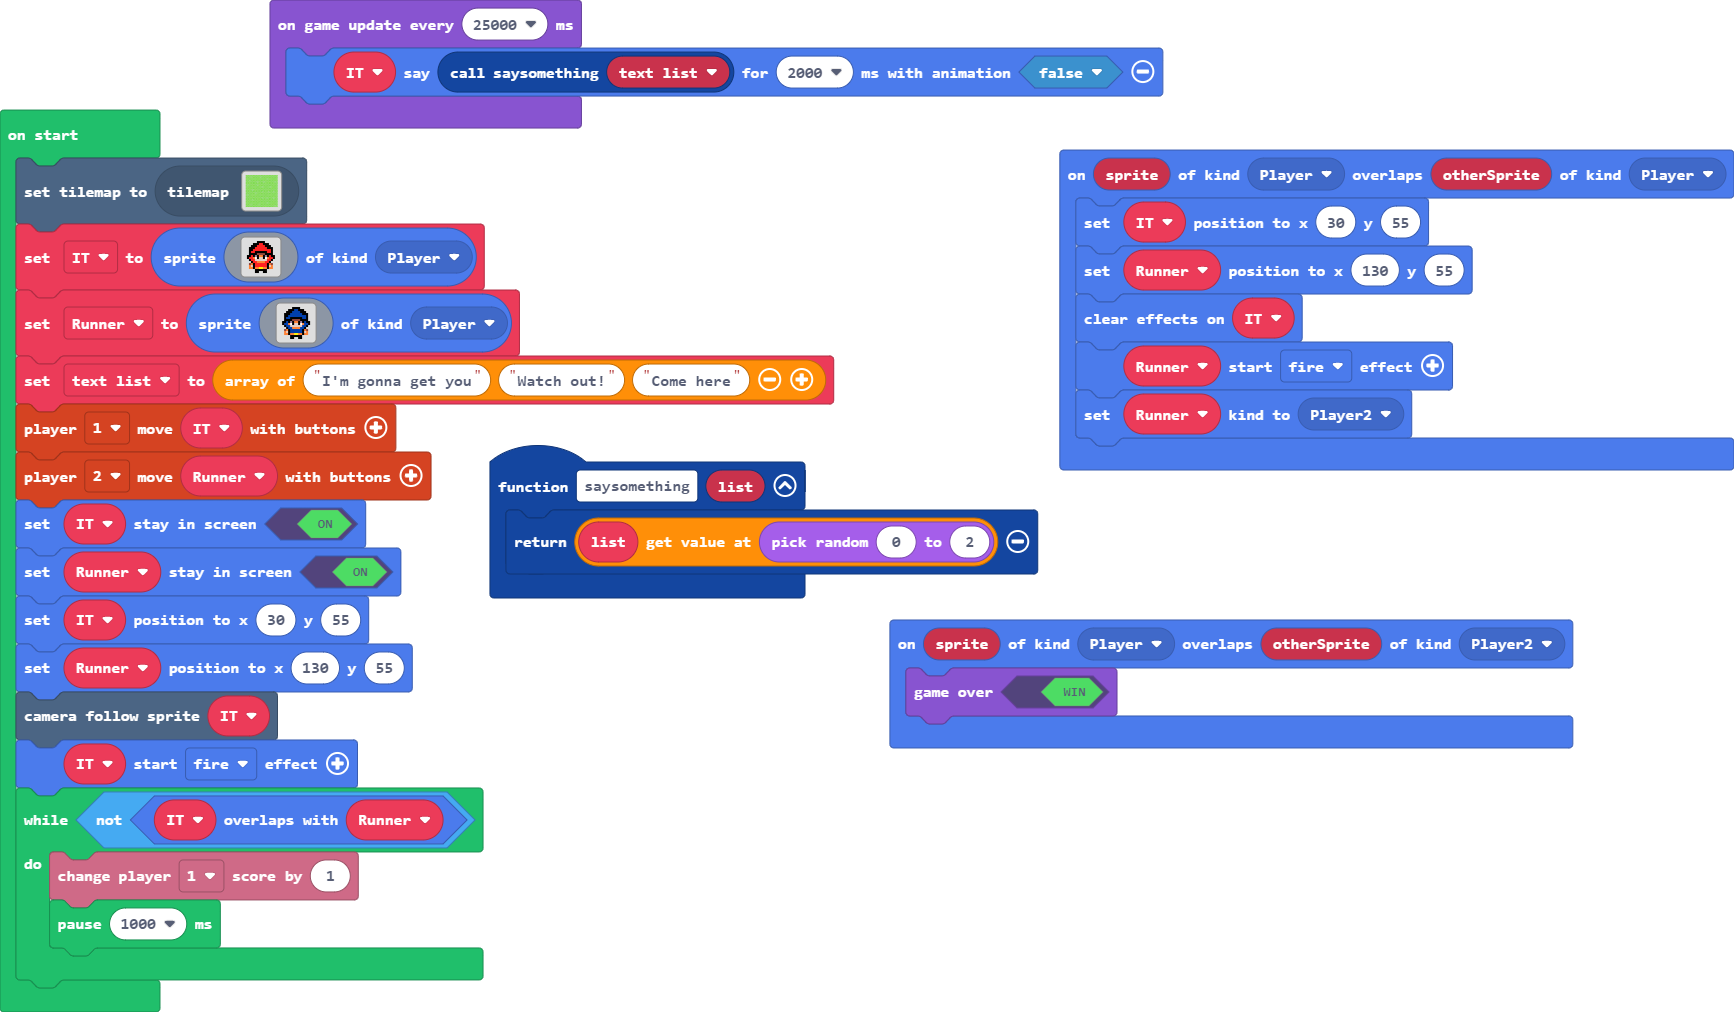 on game update every 25000 ms
IT say call saysomething text list for 2000 ms with animation false
on start
set tilemap to tilemap
set IT to sprite of kind Player
set Runner to sprite of kind Player
set text list to array of "I'm gonna get you" "Watch out!" "Come here"
player 1 move IT with buttons
player 2 move Runner with buttons
set IT stay in screen ON
set Runner stay in screen ON
set IT position to x 30 y 55
set Runner position to x 130 y 55
camera follow sprite IT
IT start fire effect
while not IT overlaps with Runner
do
change player 1 score by 1
pause 1000 ms
function saysomething list
return list get value at pick random 0 to 2
on sprite of kind Player overlaps otherSprite of kind Player
set IT position to x 30 y 55
set Runner position to x 130 y 55
clear effects on IT
Runner start fire effect
set Runner kind to Player2
on sprite of kind Player overlaps otherSprite of kind Player2
game over WIN